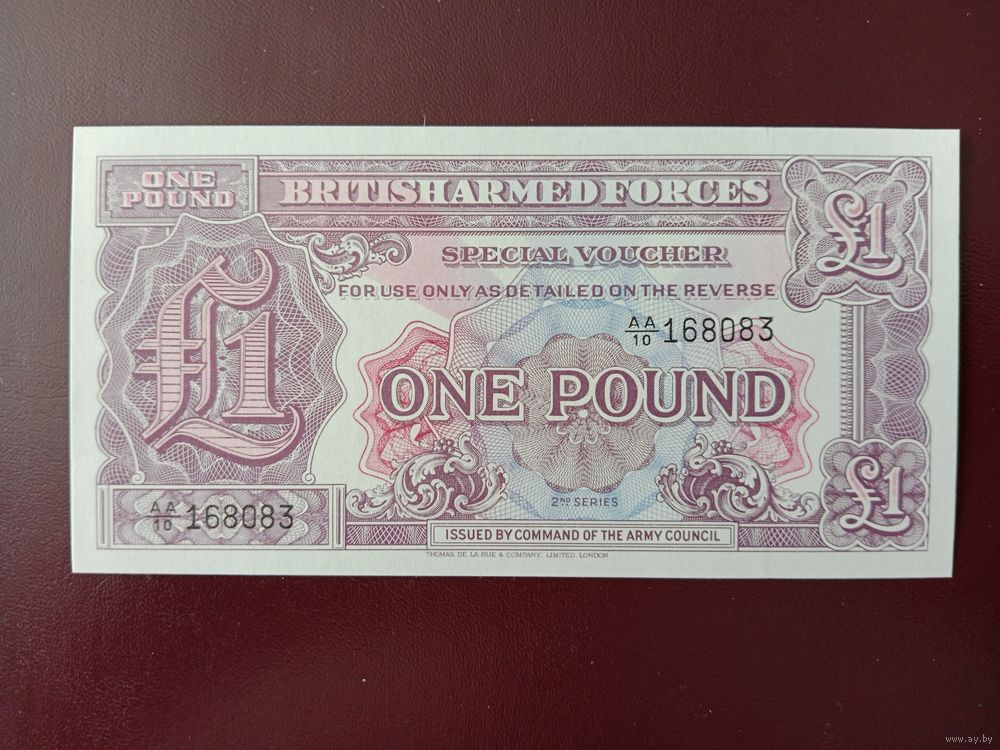 ONE
POUND
BRITISH ARMED FORCES
£1
SPECIAL VOUCHER
FOR USE ONLY AS DETAILED ON THE REVERSE
AA/10 168083
£1
ONE POUND
2ND SERIES
£1
AA/10 168083
ISSUED BY COMMAND OF THE ARMY COUNCIL
THOMAS DE LA RUE & COMPANY, LIMITED, LONDON
www.ay.by